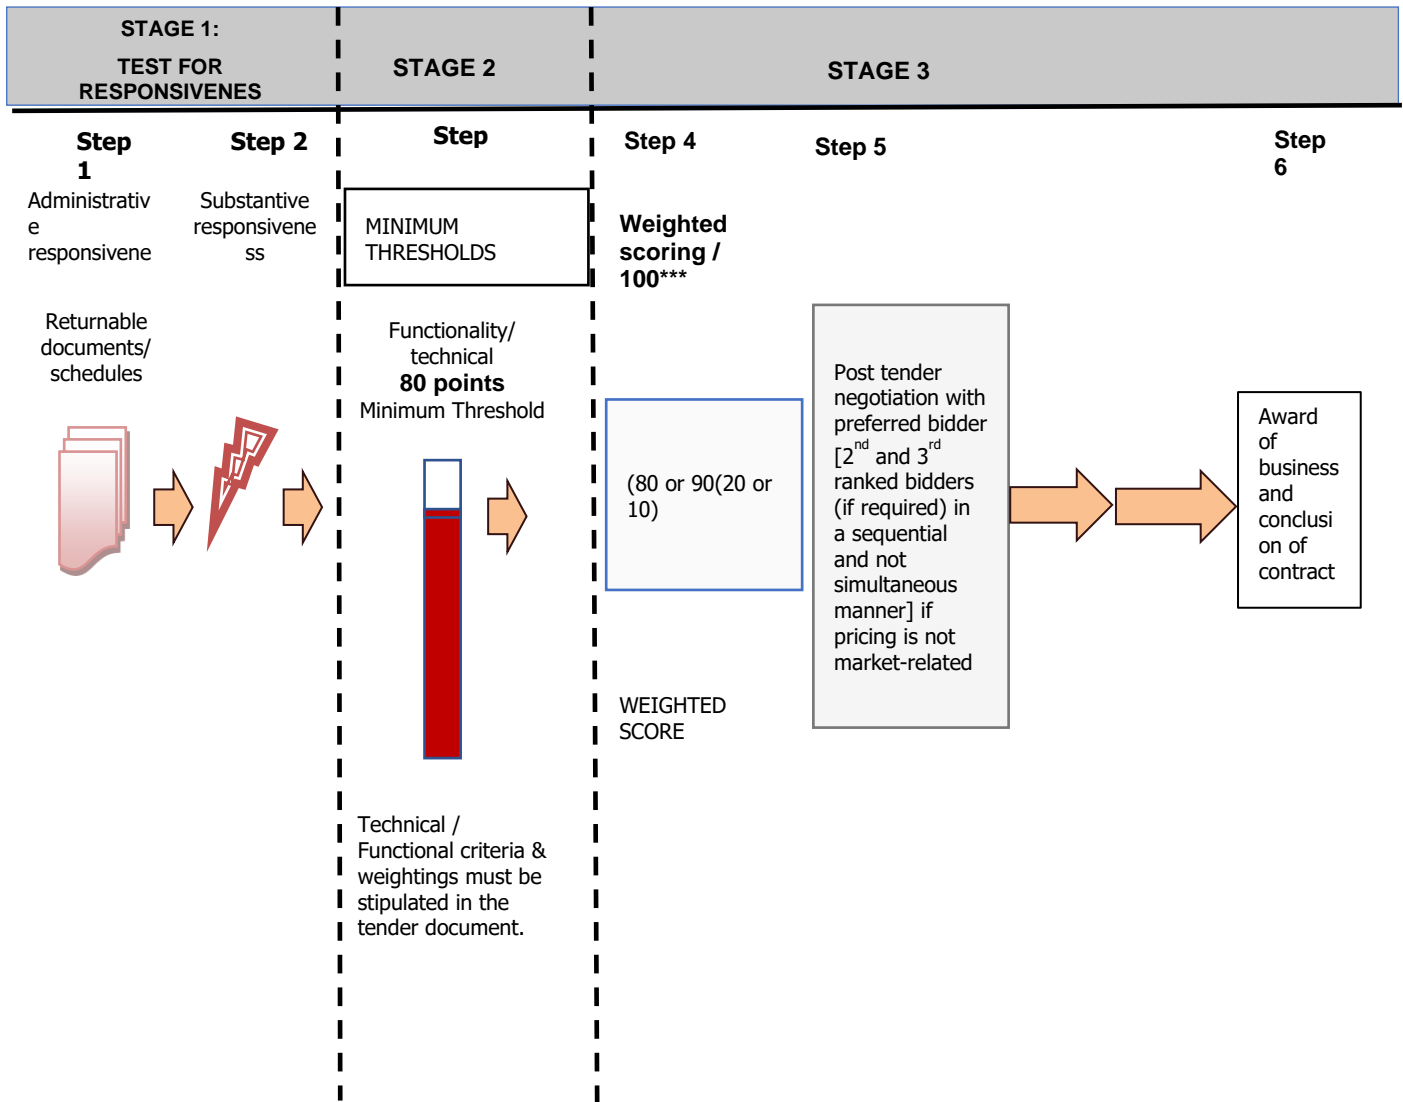 STAGE 1:
TEST FOR
RESPONSIVENES
STAGE 2
STAGE 3
Step
1
Administrativ
e
responsivene
Returnable
documents/
schedules
Step 2
Substantive
responsivene
ss
Step
MINIMUM
THRESHOLDS
Functionality/
technical
80 points
Minimum Threshold
Technical /
Functional criteria &
weightings must be
stipulated in the
tender document.
Step 4
Weighted
scoring /
100***
(80 or 90(20 or
10)
WEIGHTED
SCORE
Step 5
Post tender
negotiation with
preferred bidder
[2nd and 3rd
ranked bidders
(if required) in
a sequential
and not
simultaneous
manner] if
pricing is not
market-related
Step
6
Award
of
business
and
conclusi
on of
contract